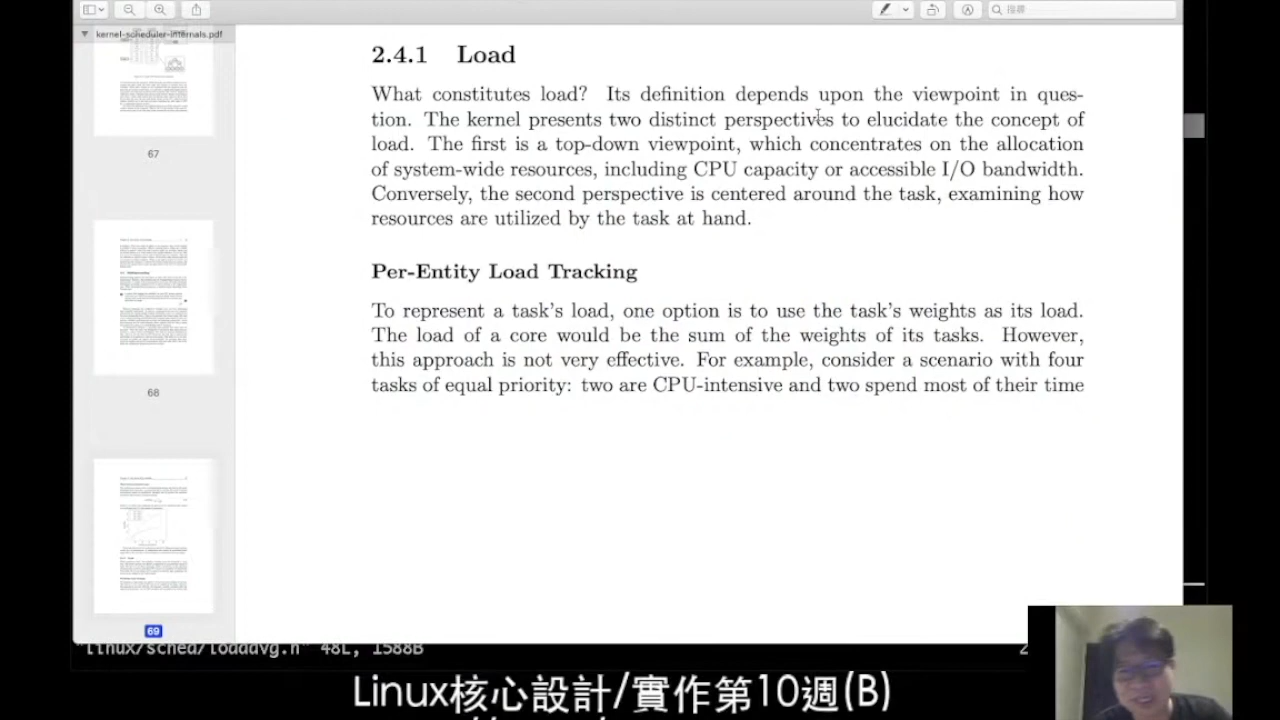 搜尋
kernel-scheduler-internals.pdf
67
68
69
2.4.1 Load
What constitutes load? Its definition depends upon the viewpoint in ques-
tion. The kernel presents two distinct perspectives to elucidate the concept of
load. The first is a top-down viewpoint, which concentrates on the allocation
of system-wide resources, including CPU capacity or accessible I/O bandwidth.
Conversely, the second perspective is centered around the task, examining how
resources are utilized by the task at hand.
Per-Entity Load Tracking
To represent a task's load, one option is to use the task's weights as its load.
The load of a core would be the sum of the weights of its tasks. However,
this approach is not very effective. For example, consider a scenario with four
tasks of equal priority: two are CPU-intensive and two spend most of their time
"linux/sched/loadavg.h" 48L, 1588B
Linux核心設計/實作第10週(B)